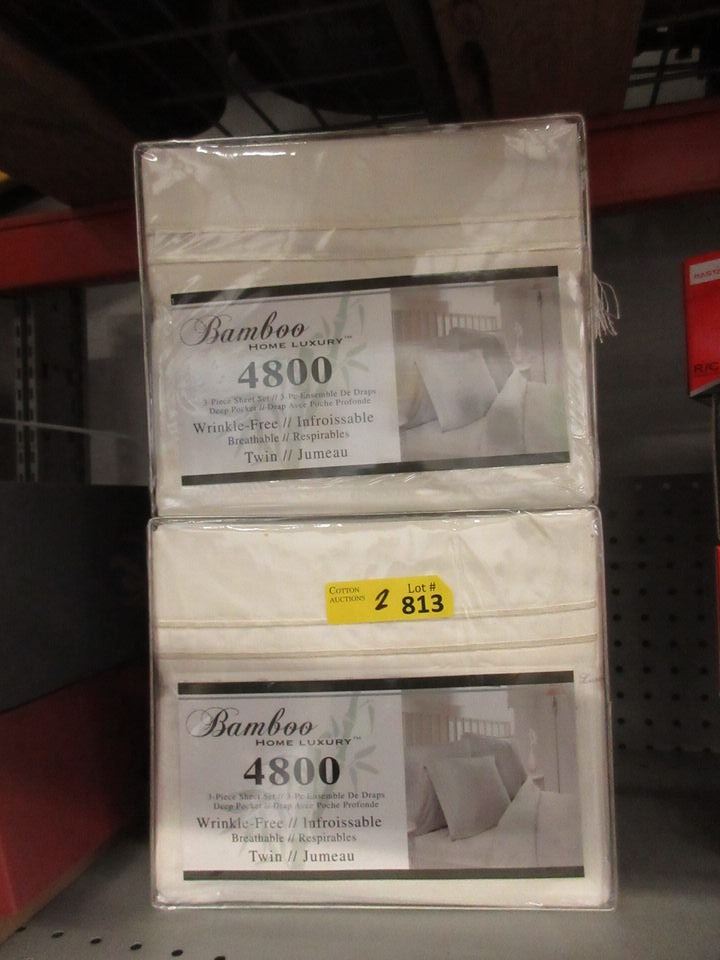 Bamboo
HOME LUXURY™
4800
3-Piece Sheet Set // 3-Pc Ensemble De Draps
Deep Pocket // Drap Avec Poche Profonde
Wrinkle-Free // Infroissable
Breathable // Respirables
Twin // Jumeau
COTTON
AUCTIONS
2
Lot #
813
Bamboo
HOME LUXURY™
4800
3-Piece Sheet Set // 3-Pc Ensemble De Draps
Deep Pocket // Drap Avec Poche Profonde
Wrinkle-Free // Infroissable
Breathable // Respirables
Twin // Jumeau